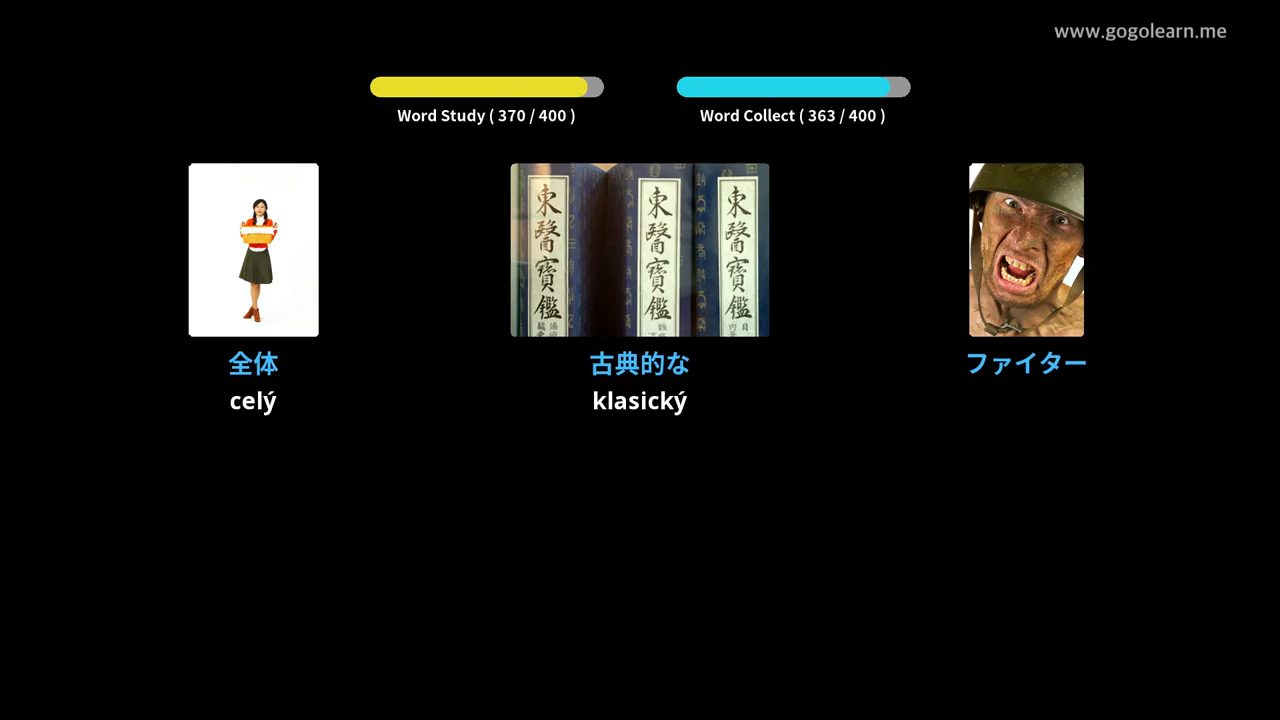 www.gogolearn.me
Word Study ( 370 / 400 )
Word Collect ( 363 / 400 )
東醫寶鑑
東醫寶鑑
東醫寶鑑
全体
古典的な
ファイター
celý
klasický